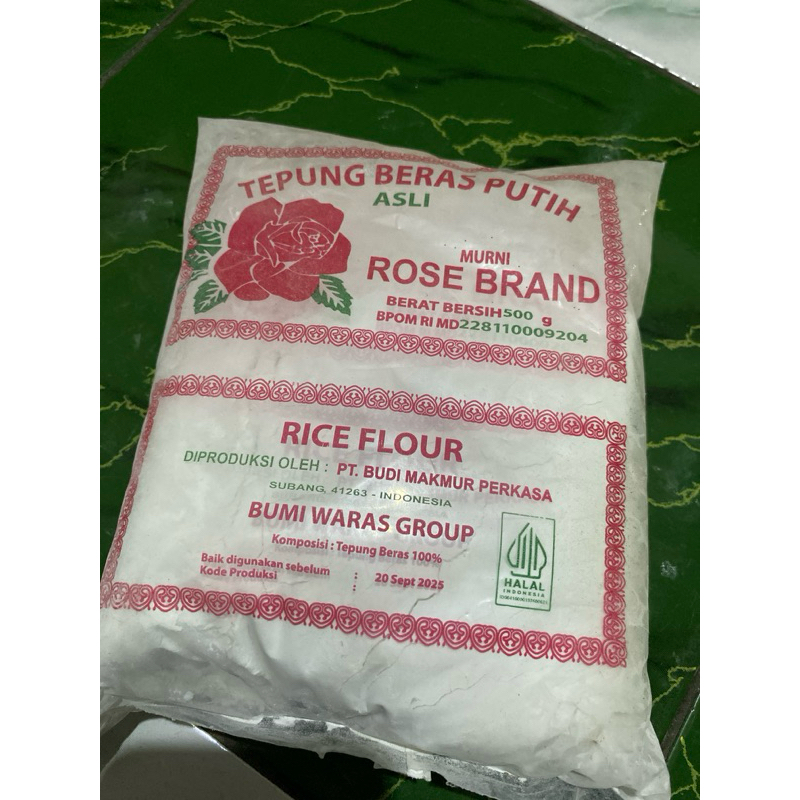 TEPUNG BERAS PUTIH
ASLI
MURNI
ROSE BRAND
BERAT BERSIH 500 g
BPOM RI MD228110009204
RICE FLOUR
DIPRODUKSI OLEH : PT. BUDI MAKMUR PERKASA
SUBANG, 41263 - INDONESIA
BUMI WARAS GROUP
Komposisi : Tepung Beras 100%
Baik digunakan sebelum : 20 Sept 2025
Kode Produksi :
HALAL
INDONESIA